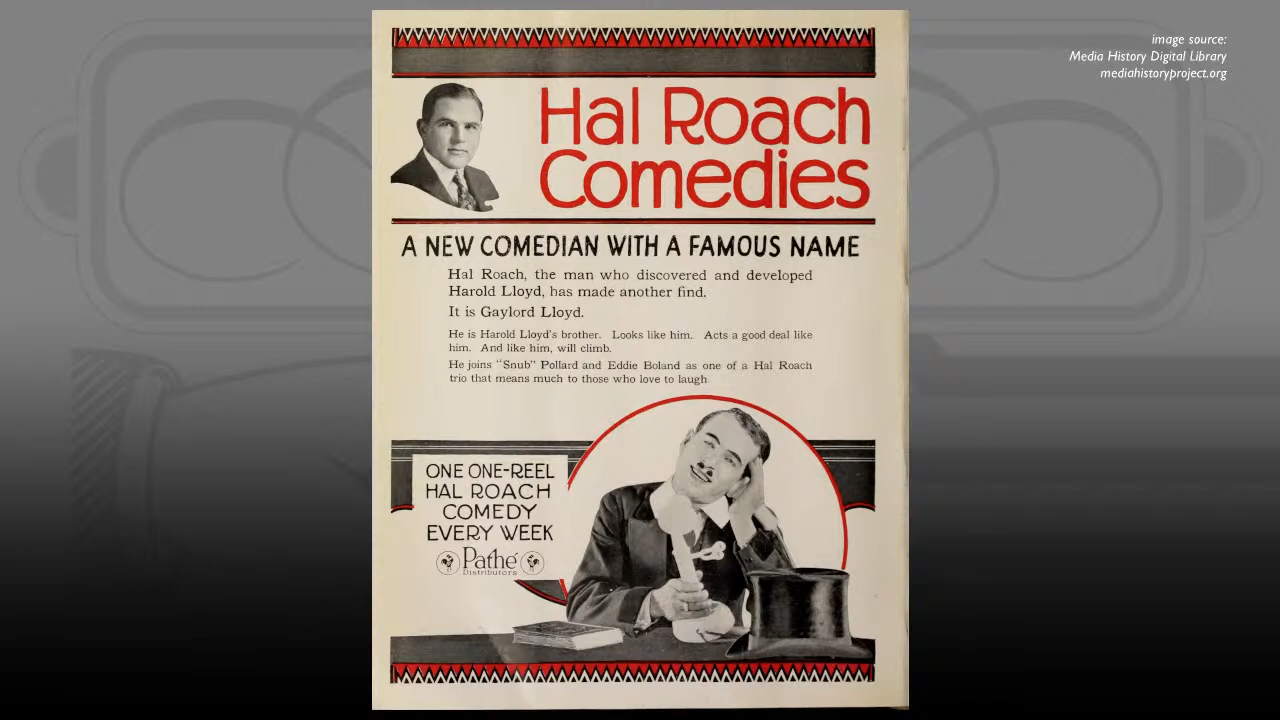 image source:
Media History Digital Library
mediahistoryproject.org
Hal Roach
Comedies
A NEW COMEDIAN WITH A FAMOUS NAME
Hal Roach, the man who discovered and developed
Harold Lloyd, has made another find.
It is Gaylord Lloyd.
He is Harold Lloyd's brother. Looks like him. Acts a good deal like
him. And like him, will climb.
He joins "Snub" Pollard and Eddie Boland as one of a Hal Roach
trio that means much to those who love to laugh
ONE ONE-REEL
HAL ROACH
COMEDY
EVERY WEEK
Pathé
Distributors